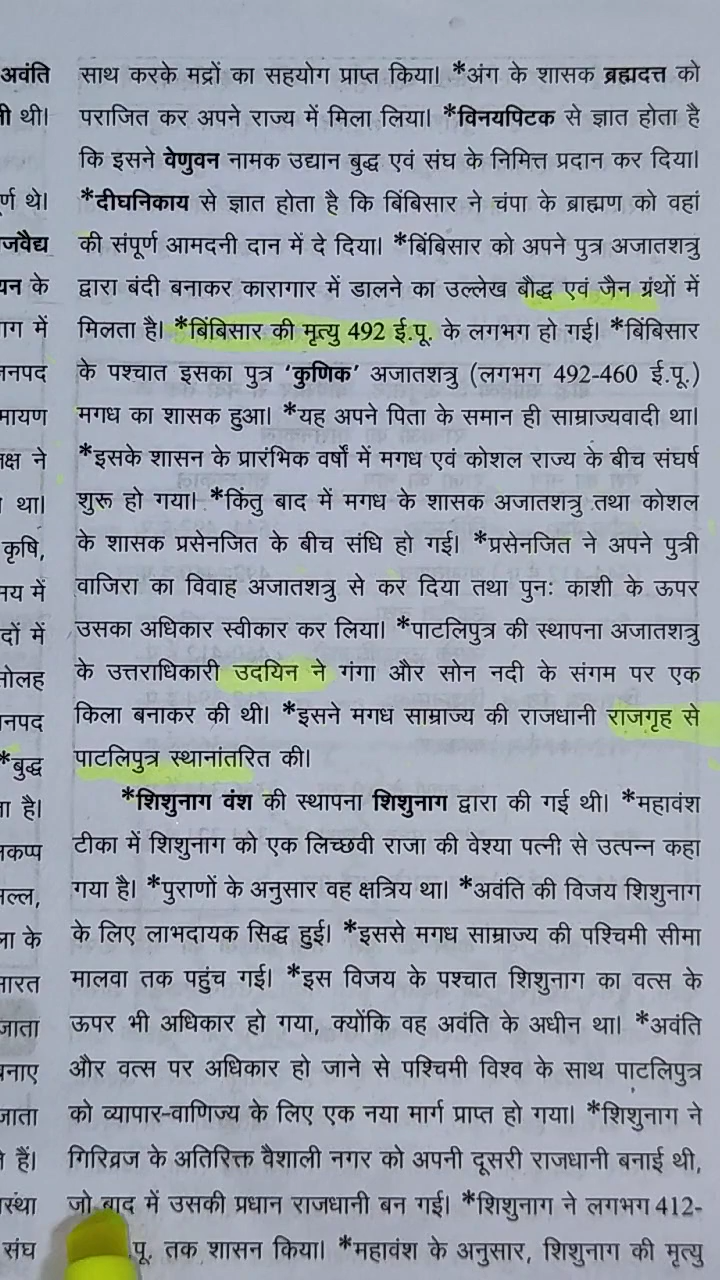 अवंति
ी थी।
र्ण थे।
जवैद्य
यन के
ाग में
जनपद
मायण
क्ष ने
था।
कृषि,
मय में
दों में
सोलह
नपद
*बुद्ध
ा है।
कप्प
मल्ल,
ला के
भारत
जाता
बनाए
जाता
हैं।
स्था
संघ
साथ करके मद्रों का सहयोग प्राप्त किया। *अंग के शासक ब्रह्मदत्त को
पराजित कर अपने राज्य में मिला लिया। *विनयपिटक से ज्ञात होता है
कि इसने वेणुवन नामक उद्यान बुद्ध एवं संघ के निमित्त प्रदान कर दिया।
*दीघनिकाय से ज्ञात होता है कि बिंबिसार ने चंपा के ब्राह्मण को वहां
की संपूर्ण आमदनी दान में दे दिया। *बिंबिसार को अपने पुत्र अजातशत्रु
द्वारा बंदी बनाकर कारागार में डालने का उल्लेख बौद्ध एवं जैन ग्रंथों में
मिलता है। *बिंबिसार की मृत्यु 492 ई.पू. के लगभग हो गई। *बिंबिसार
के पश्चात इसका पुत्र ‘कुणिक’ अजातशत्रु (लगभग 492-460 ई.पू.)
मगध का शासक हुआ। *यह अपने पिता के समान ही साम्राज्यवादी था।
*इसके शासन के प्रारंभिक वर्षों में मगध एवं कोशल राज्य के बीच संघर्ष
शुरू हो गया। *किंतु बाद में मगध के शासक अजातशत्रु तथा कोशल
के शासक प्रसेनजित के बीच संधि हो गई। *प्रसेनजित ने अपने पुत्री
वाजिरा का विवाह अजातशत्रु से कर दिया तथा पुनः काशी के ऊपर
उसका अधिकार स्वीकार कर लिया। *पाटलिपुत्र की स्थापना अजातशत्रु
के उत्तराधिकारी उदयिन ने गंगा और सोन नदी के संगम पर एक
किला बनाकर की थी। *इसने मगध साम्राज्य की राजधानी राजगृह से
पाटलिपुत्र स्थानांतरित की।
*शिशुनाग वंश की स्थापना शिशुनाग द्वारा की गई थी। *महावंश
टीका में शिशुनाग को एक लिच्छवी राजा की वेश्या पत्नी से उत्पन्न कहा
गया है। *पुराणों के अनुसार वह क्षत्रिय था। *अवंति की विजय शिशुनाग
के लिए लाभदायक सिद्ध हुई। *इससे मगध साम्राज्य की पश्चिमी सीमा
मालवा तक पहुंच गई। *इस विजय के पश्चात शिशुनाग का वत्स के
ऊपर भी अधिकार हो गया, क्योंकि वह अवंति के अधीन था। *अवंति
और वत्स पर अधिकार हो जाने से पश्चिमी विश्व के साथ पाटलिपुत्र
को व्यापार-वाणिज्य के लिए एक नया मार्ग प्राप्त हो गया। *शिशुनाग ने
गिरिव्रज के अतिरिक्त वैशाली नगर को अपनी दूसरी राजधानी बनाई थी,
जो बाद में उसकी प्रधान राजधानी बन गई। *शिशुनाग ने लगभग 412-
.पू. तक शासन किया। *महावंश के अनुसार, शिशुनाग की मृत्यु